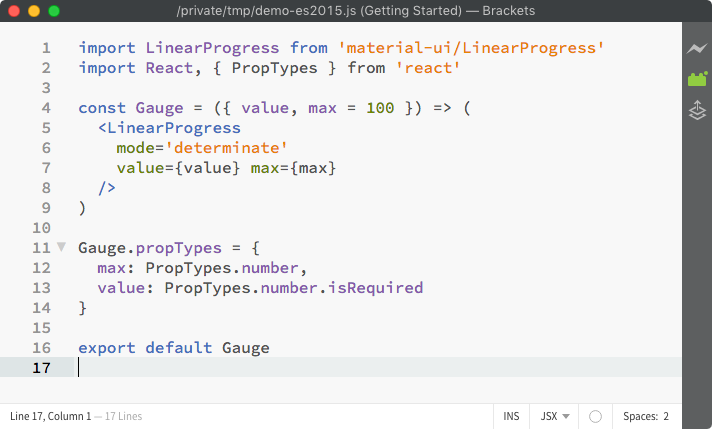 /private/tmp/demo-es2015.js (Getting Started) — Brackets
1 import LinearProgress from 'material-ui/LinearProgress'
2 import React, { PropTypes } from 'react'
3
4 const Gauge = ({ value, max = 100 }) => (
5   <LinearProgress
6     mode='determinate'
7     value={value} max={max}
8   />
9 )
10
11 Gauge.propTypes = {
12   max: PropTypes.number,
13   value: PropTypes.number.isRequired
14 }
15
16 export default Gauge
17
Line 17, Column 1 — 17 Lines INS JSX Spaces: 2